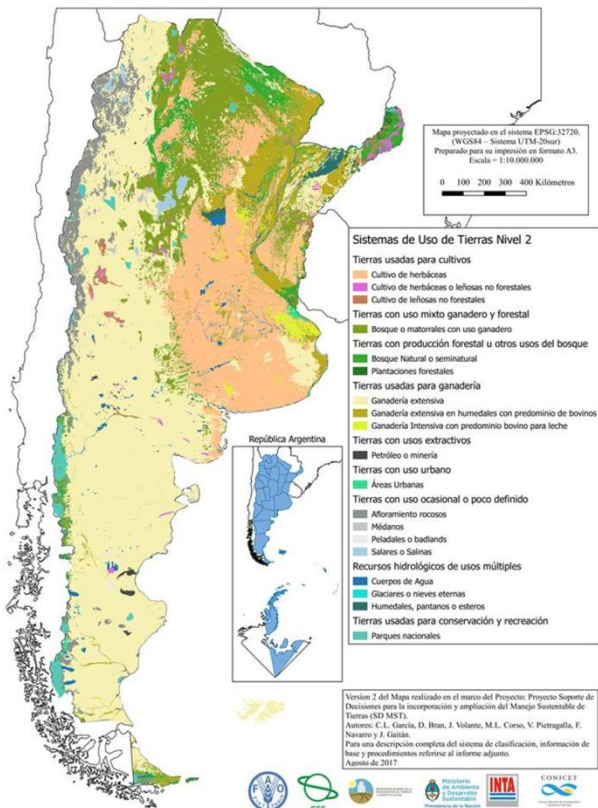 Mapa proyectado en el sistema EPSG:32720.
(WGS84 – Sistema UTM-20sur)
Preparado para su impresión en formato A3.
Escala = 1:10.000.000
0 100 200 300 400 Kilómetros
Sistemas de Uso de Tierras Nivel 2
Tierras usadas para cultivos
Cultivo de herbáceas
Cultivo de herbáceas o leñosas no forestales
Cultivo de leñosas no forestales
Tierras con uso mixto ganadero y forestal
Bosque o matorrales con uso ganadero
Tierras con producción forestal u otros usos del bosque
Bosque Natural o seminatural
Plantaciones forestales
Tierras usadas para ganadería
Ganadería extensiva
Ganadería extensiva en humedales con predominio de bovinos
Ganadería Intensiva con predominio bovino para leche
Tierras con usos extractivos
Petróleo o minería
Tierras con uso urbano
Áreas Urbanas
Tierras con uso ocasional o poco definido
Afloramiento rocosos
Médanos
Peladales o badlands
Salares o Salinas
Recursos hidrológicos de usos múltiples
Cuerpos de Agua
Glaciares o nieves eternas
Humedales, pantanos o esteros
Tierras usadas para conservación y recreación
Parques nacionales
República Argentina
Version 2 del Mapa realizado en el marco del Proyecto: Proyecto Soporte de
Decisiones para la incorporación y ampliación del Manejo Sustentable de
Tierras (SD MST).
Autores: C.L. García, D. Bran, J. Volante, M.L. Corso, V. Pietragalla, F.
Navarro y J. Gaitán.
Para una descripción completa del sistema de clasificación, información de
base y procedimientos referirse al informe adjunto.
Agosto de 2017
FAO
Ministerio
de Ambiente
y Desarrollo
Sustentable
Presidencia de la Nación
INTA
CONICET